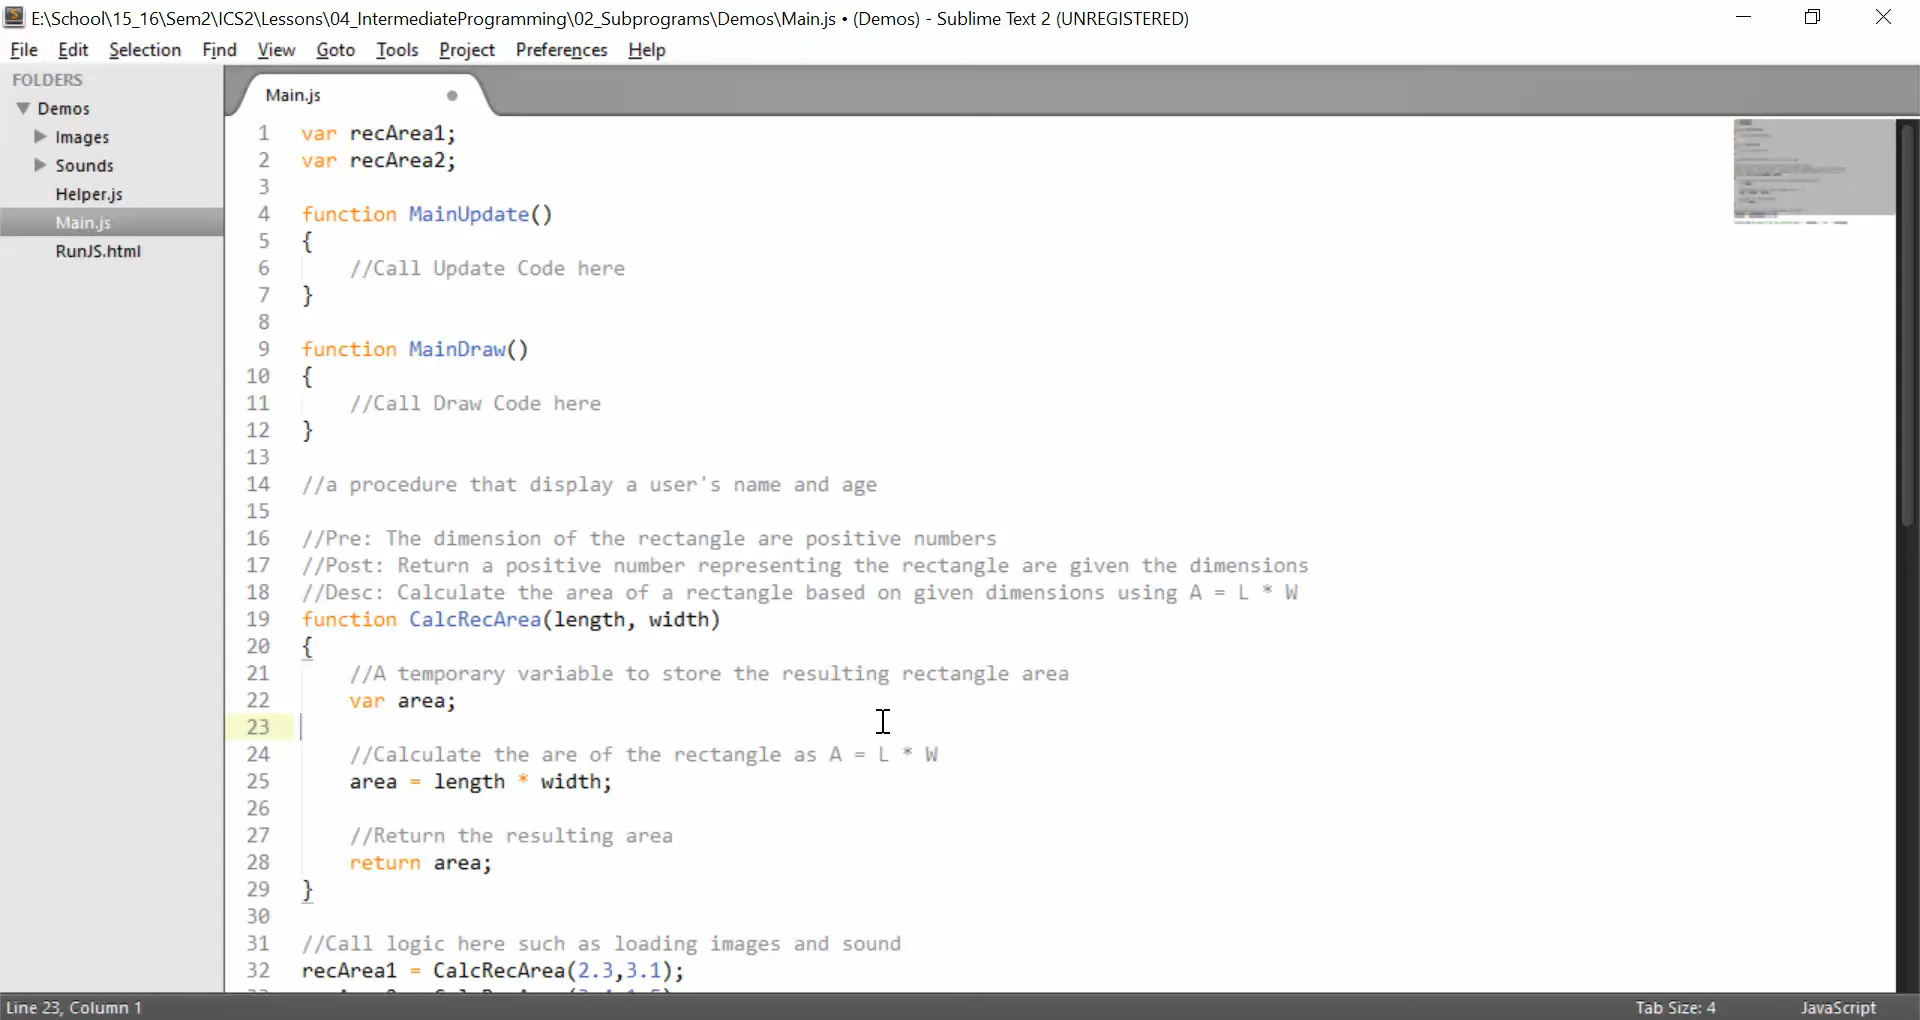 E:\School\15_16\Sem2\ICS2\Lessons\04_IntermediateProgramming\02_Subprograms\Demos\Main.js • (Demos) - Sublime Text 2 (UNREGISTERED)
File Edit Selection Find View Goto Tools Project Preferences Help
FOLDERS
Demos
Images
Sounds
Helper.js
Main.js
RunJS.html
Main.js
1 var recArea1;
2 var recArea2;
3
4 function MainUpdate()
5 {
6 //Call Update Code here
7 }
8
9 function MainDraw()
10 {
11 //Call Draw Code here
12 }
13
14 //a procedure that display a user's name and age
15
16 //Pre: The dimension of the rectangle are positive numbers
17 //Post: Return a positive number representing the rectangle are given the dimensions
18 //Desc: Calculate the area of a rectangle based on given dimensions using A = L * W
19 function CalcRecArea(length, width)
20 {
21 //A temporary variable to store the resulting rectangle area
22 var area;
23
24 //Calculate the are of the rectangle as A = L * W
25 area = length * width;
26
27 //Return the resulting area
28 return area;
29 }
30
31 //Call logic here such as loading images and sound
32 recArea1 = CalcRecArea(2.3,3.1);
Line 23, Column 1
Tab Size: 4
JavaScript